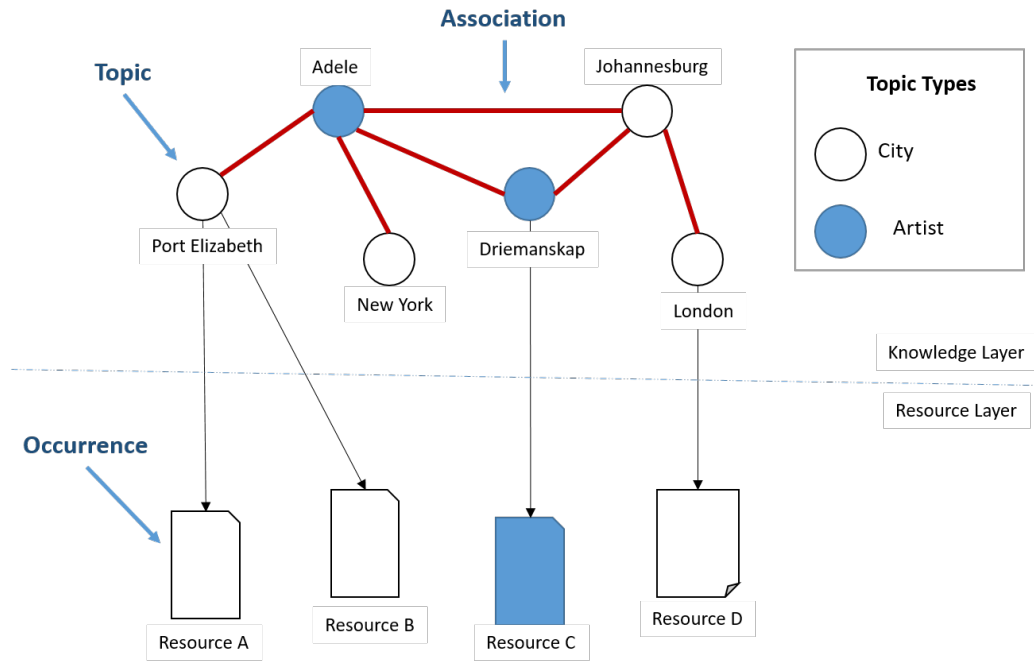 Association
Topic
Adele
Johannesburg
Topic Types
City
Artist
Port Elizabeth
Driemanskap
New York
London
Knowledge Layer
Resource Layer
Occurrence
Resource A
Resource B
Resource C
Resource D